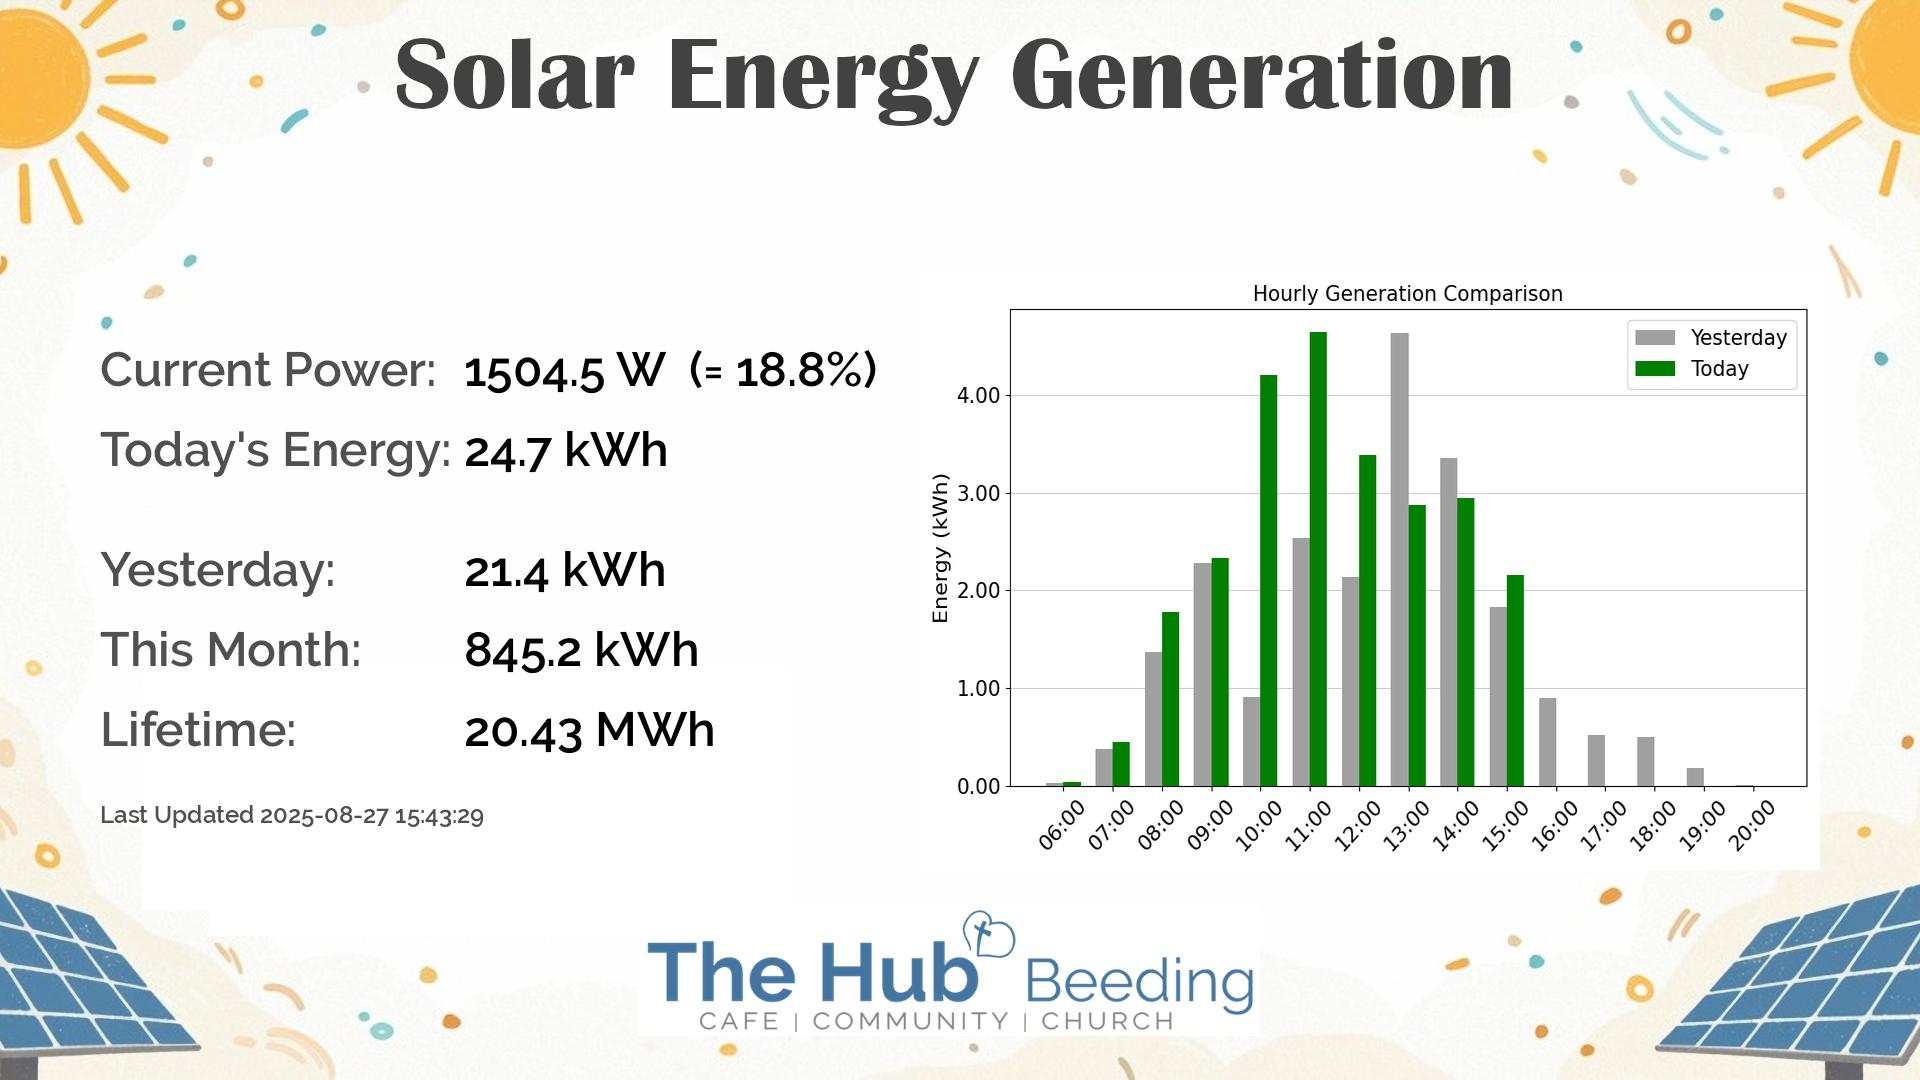 Solar Energy Generation
Current Power: 1504.5 W (= 18.8%)
Today's Energy: 24.7 kWh
Yesterday: 21.4 kWh
This Month: 845.2 kWh
Lifetime: 20.43 MWh
Last Updated 2025-08-27 15:43:29
Hourly Generation Comparison
Yesterday
Today
Energy (kWh)
4.00
3.00
2.00
1.00
0.00
06:00 07:00 08:00 09:00 10:00 11:00 12:00 13:00 14:00 15:00 16:00 17:00 18:00 19:00 20:00
The Hub Beeding
CAFE | COMMUNITY | CHURCH